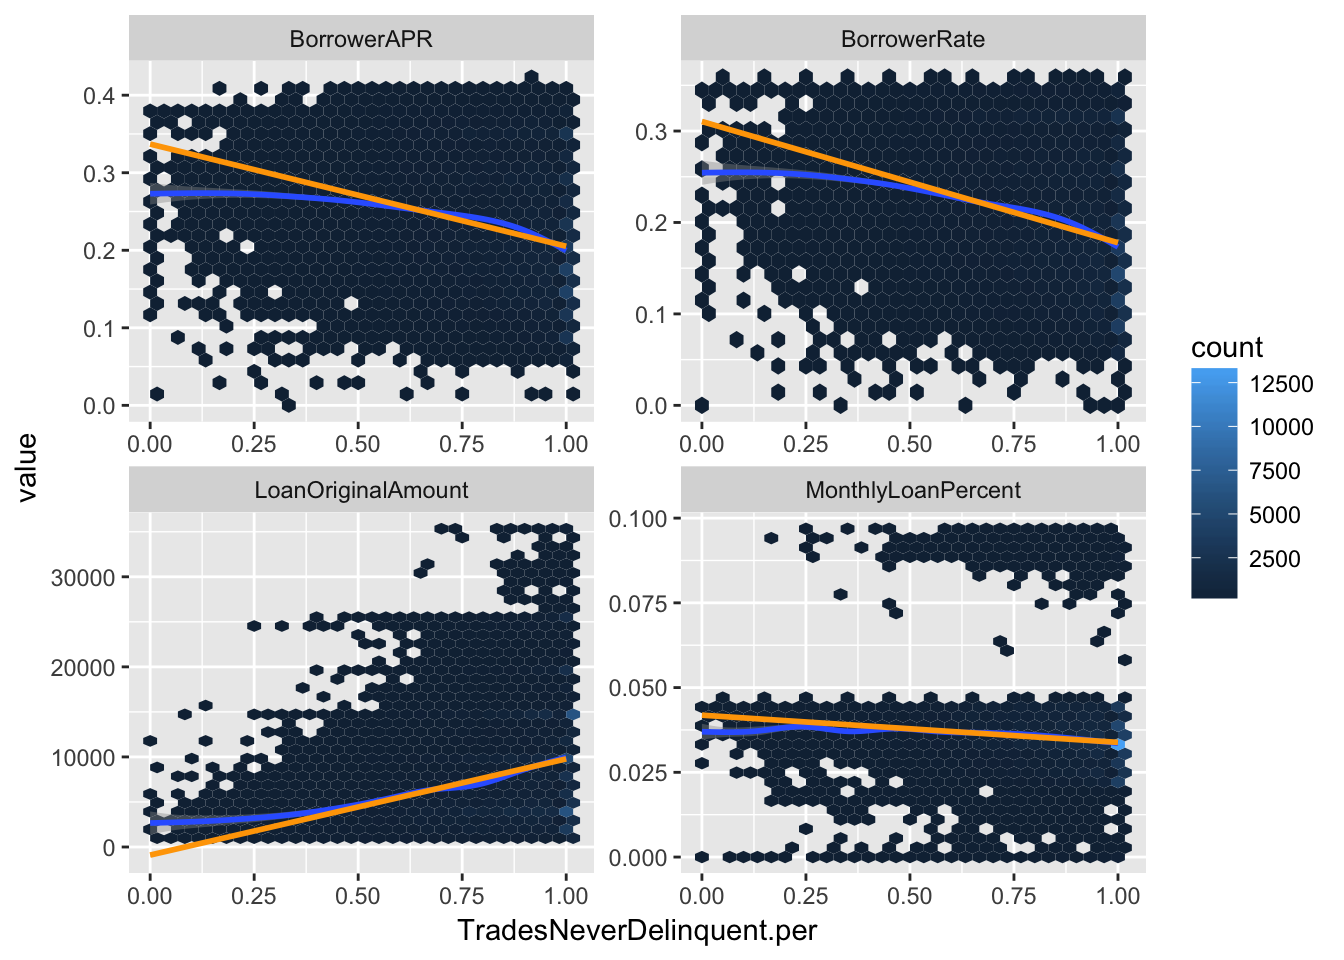 BorrowerAPR
BorrowerRate
0.4
0.3
0.2
0.1
0.0
0.3
0.2
0.1
0.0
0.00 0.25 0.50 0.75 1.00
0.00 0.25 0.50 0.75 1.00
LoanOriginalAmount
MonthlyLoanPercent
30000
20000
10000
0
0.100
0.075
0.050
0.025
0.000
0.00 0.25 0.50 0.75 1.00
0.00 0.25 0.50 0.75 1.00
value
TradesNeverDelinquent.per
count
12500
10000
7500
5000
2500